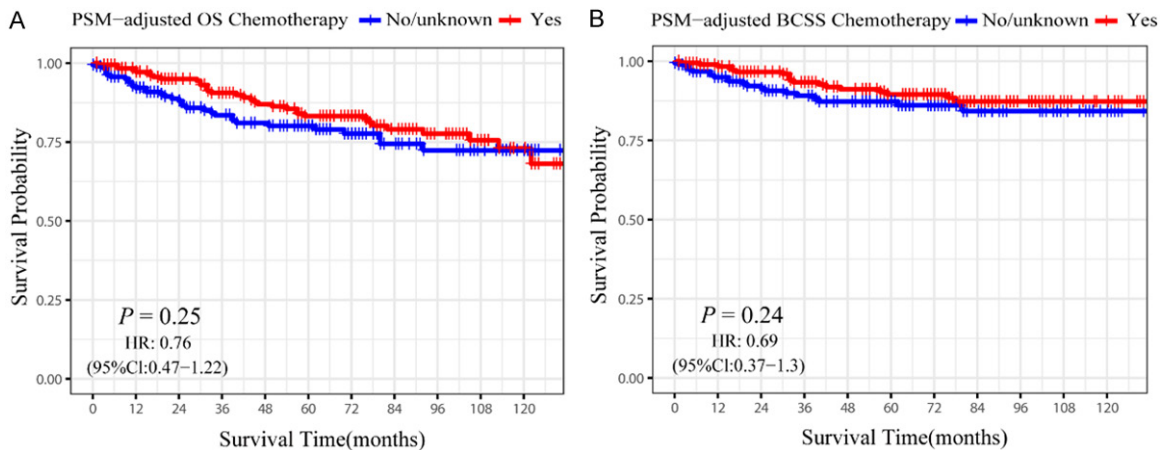 A
PSM-adjusted OS Chemotherapy No/unknown Yes
Survival Probability
1.00
0.75
0.50
0.25
0.00
P = 0.25
HR: 0.76
(95%CI:0.47-1.22)
0 12 24 36 48 60 72 84 96 108 120
Survival Time(months)
B
PSM-adjusted BCSS Chemotherapy No/unknown Yes
Survival Probability
1.00
0.75
0.50
0.25
0.00
P = 0.24
HR: 0.69
(95%CI:0.37-1.3)
0 12 24 36 48 60 72 84 96 108 120
Survival Time(months)